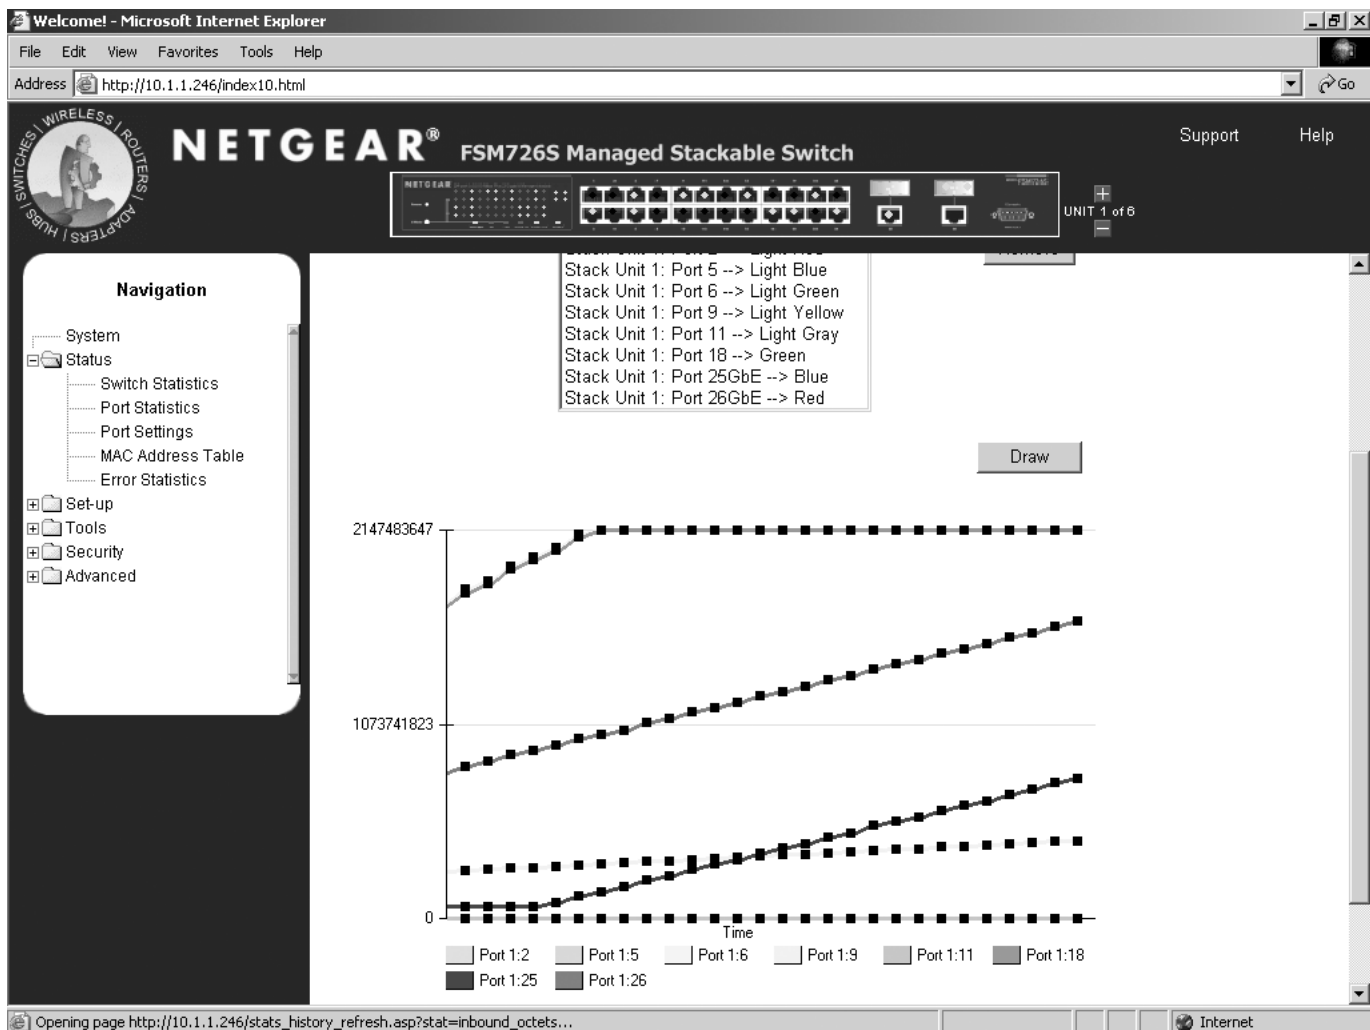 Welcome! - Microsoft Internet Explorer
File Edit View Favorites Tools Help
Address http://10.1.1.246/index10.html Go
SWITCHES | WIRELESS | ROUTERS | ADAPTERS | HUBS |
NETGEAR® FSM726S Managed Stackable Switch
Support Help
NETGEAR
UNIT 1 of 6
Navigation
System
Status
Switch Statistics
Port Statistics
Port Settings
MAC Address Table
Error Statistics
Set-up
Tools
Security
Advanced
Stack Unit 1: Port 5 --> Light Blue
Stack Unit 1: Port 6 --> Light Green
Stack Unit 1: Port 9 --> Light Yellow
Stack Unit 1: Port 11 --> Light Gray
Stack Unit 1: Port 18 --> Green
Stack Unit 1: Port 25GbE --> Blue
Stack Unit 1: Port 26GbE --> Red
Draw
2147483647
1073741823
0
Time
Port 1:2 Port 1:5 Port 1:6 Port 1:9 Port 1:11 Port 1:18
Port 1:25 Port 1:26
Opening page http://10.1.1.246/stats_history_refresh.asp?stat=inbound_octets...
Internet